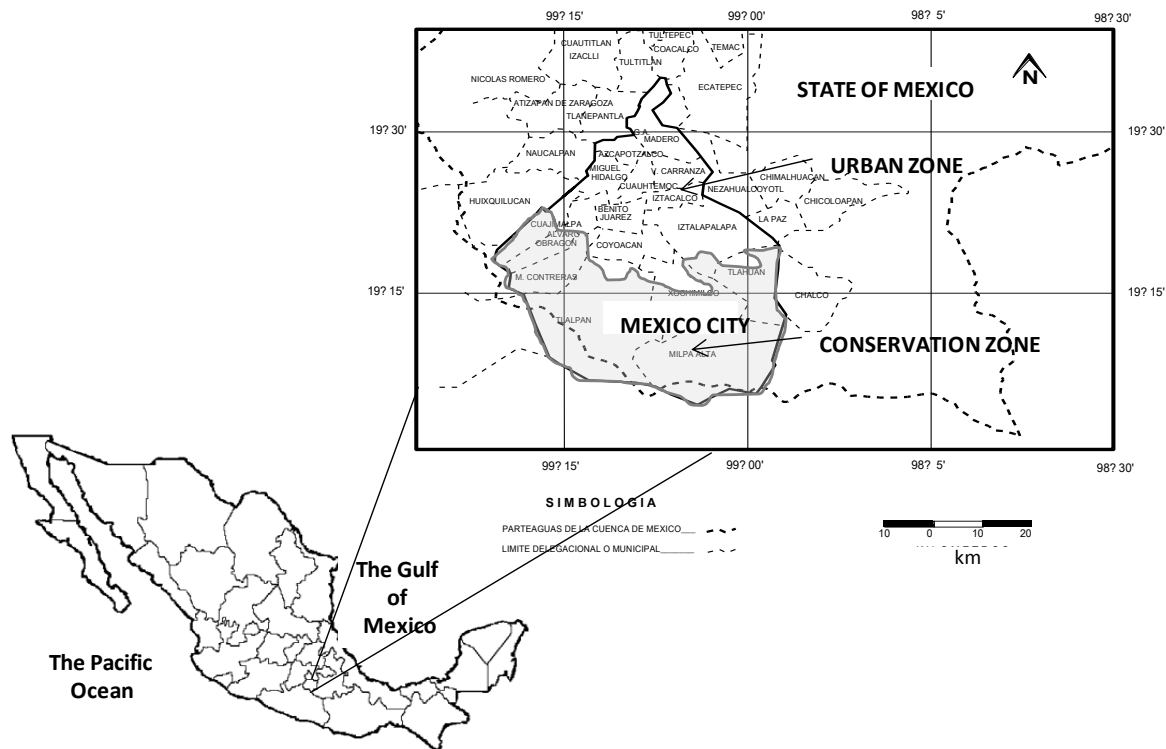 99? 15'
99? 00'
98? 5'
98? 30'
TULTEPEC
CUAUTITLAN
IZACLLI
COACALCO
TEMAC
TULTITLAN
NICOLAS ROMERO
ECATEPEC
STATE OF MEXICO
N
ATIZAPAN DE ZARAGOZA
TLANEPANTLA
19? 30'
19? 30'
G.A.
MADERO
NAUCALPAN
AZCAPOTZALCO
URBAN ZONE
MIGUEL
HIDALGO
V. CARRANZA
CHIMALHUACAN
CUAUHTEMOC
NEZAHUALCOYOTL
IZTACALCO
CHICOLOAPAN
HUIXQUILUCAN
BENITO
JUAREZ
LA PAZ
CUAJIMALPA
ALVARO
OBRAGON
IZTALAPALAPA
COYOACAN
M. CONTRERAS
TLAHUAN
19? 15'
XOCHIMILCO
CHALCO
19? 15'
TLALPAN
MEXICO CITY
MILPA ALTA
CONSERVATION ZONE
99? 15'
99? 00'
98? 5'
98? 30'
SIMBOLOGIA
PARTEAGUAS DE LA CUENCA DE MEXICO___
LIMITE DELEGACIONAL O MUNICIPAL______
10 0 10 20
km
The Gulf
of
Mexico
The Pacific
Ocean